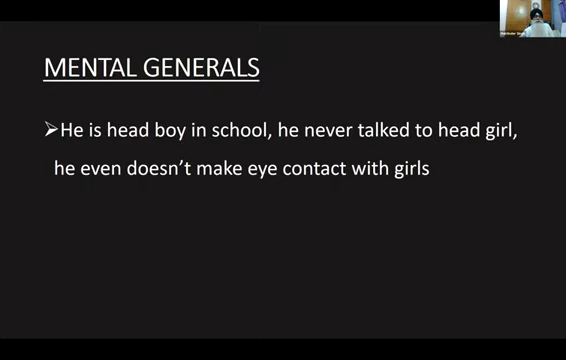 MENTAL GENERALS
➤He is head boy in school, he never talked to head girl,
he even doesn't make eye contact with girls